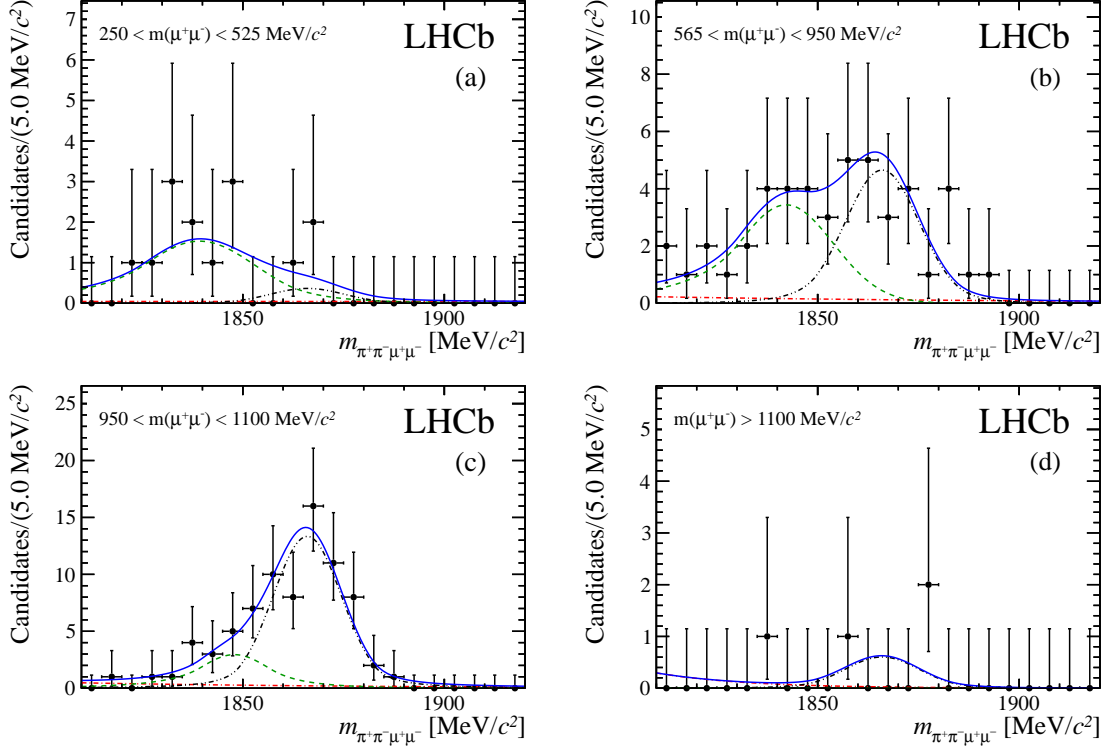 250 < m(μ⁺μ⁻) < 525 MeV/c²
LHCb
(a)
Candidates/(5.0 MeV/c²)
0
1
2
3
4
5
6
7
1850
1900
m_{π⁺π⁻μ⁺μ⁻} [MeV/c²]
565 < m(μ⁺μ⁻) < 950 MeV/c²
LHCb
(b)
Candidates/(5.0 MeV/c²)
0
2
4
6
8
10
1850
1900
m_{π⁺π⁻μ⁺μ⁻} [MeV/c²]
950 < m(μ⁺μ⁻) < 1100 MeV/c²
LHCb
(c)
Candidates/(5.0 MeV/c²)
0
5
10
15
20
25
1850
1900
m_{π⁺π⁻μ⁺μ⁻} [MeV/c²]
m(μ⁺μ⁻) > 1100 MeV/c²
LHCb
(d)
Candidates/(5.0 MeV/c²)
0
1
2
3
4
5
1850
1900
m_{π⁺π⁻μ⁺μ⁻} [MeV/c²]